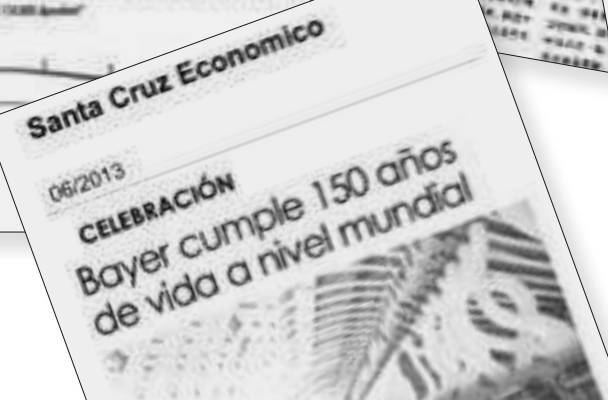 Santa Cruz Economico
06/2013
CELEBRACIÓN
Bayer cumple 150 años
de vida a nivel mundial